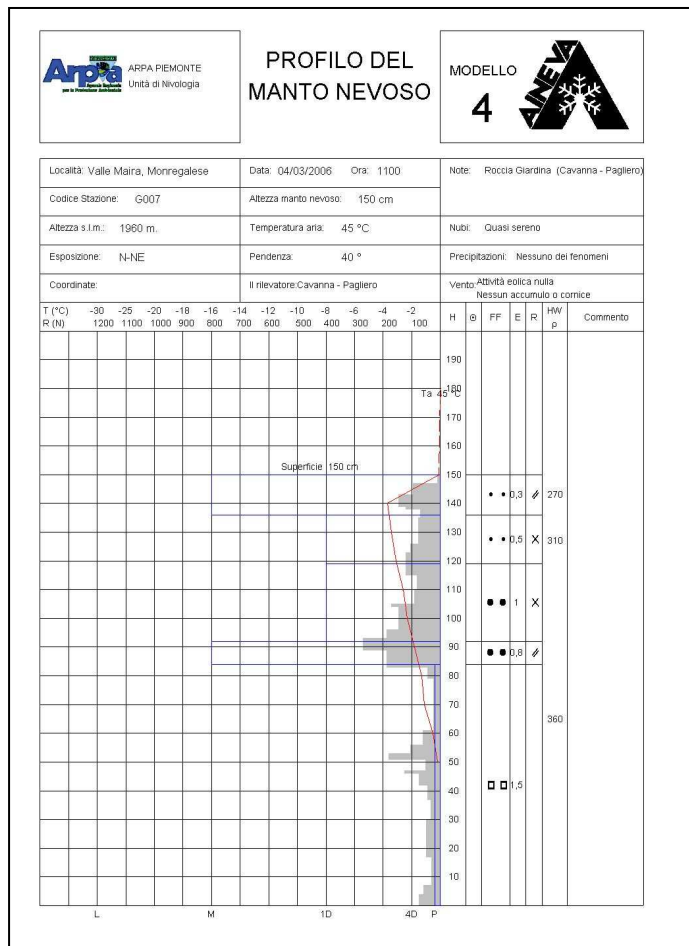 Arpa
ARPA PIEMONTE
Unità di Nivologia
PROFILO DEL
MANTO NEVOSO
MODELLO
4
AINEVA
Località: Valle Maira, Monregalese
Data: 04/03/2006 Ora: 1100
Note: Roccia Giardina (Cavanna - Pagliero)
Codice Stazione: G007
Altezza manto nevoso: 150 cm
Altezza s.l.m.: 1960 m.
Temperatura aria: 45 °C
Nubi: Quasi sereno
Esposizione: N-NE
Pendenza: 40 °
Precipitazioni: Nessuno dei fenomeni
Coordinate:
Il rilevatore:Cavanna - Pagliero
Vento: Attività eolica nulla
Nessun accumulo o cornice
T (°C) -30 -25 -20 -18 -16 -14 -12 -10 -8 -6 -4 -2
R (N) 1200 1100 1000 900 800 700 600 500 400 300 200 100
H FF E R HW ρ Commento
190
180
Ta 45 °C
170
160
Superficie 150 cm
150
140 0,3 270
130 0,5 310
120
110
100 1
90 0,8
80
70
60 360
50
40 1,5
30
20
10
L M 1D 4D P